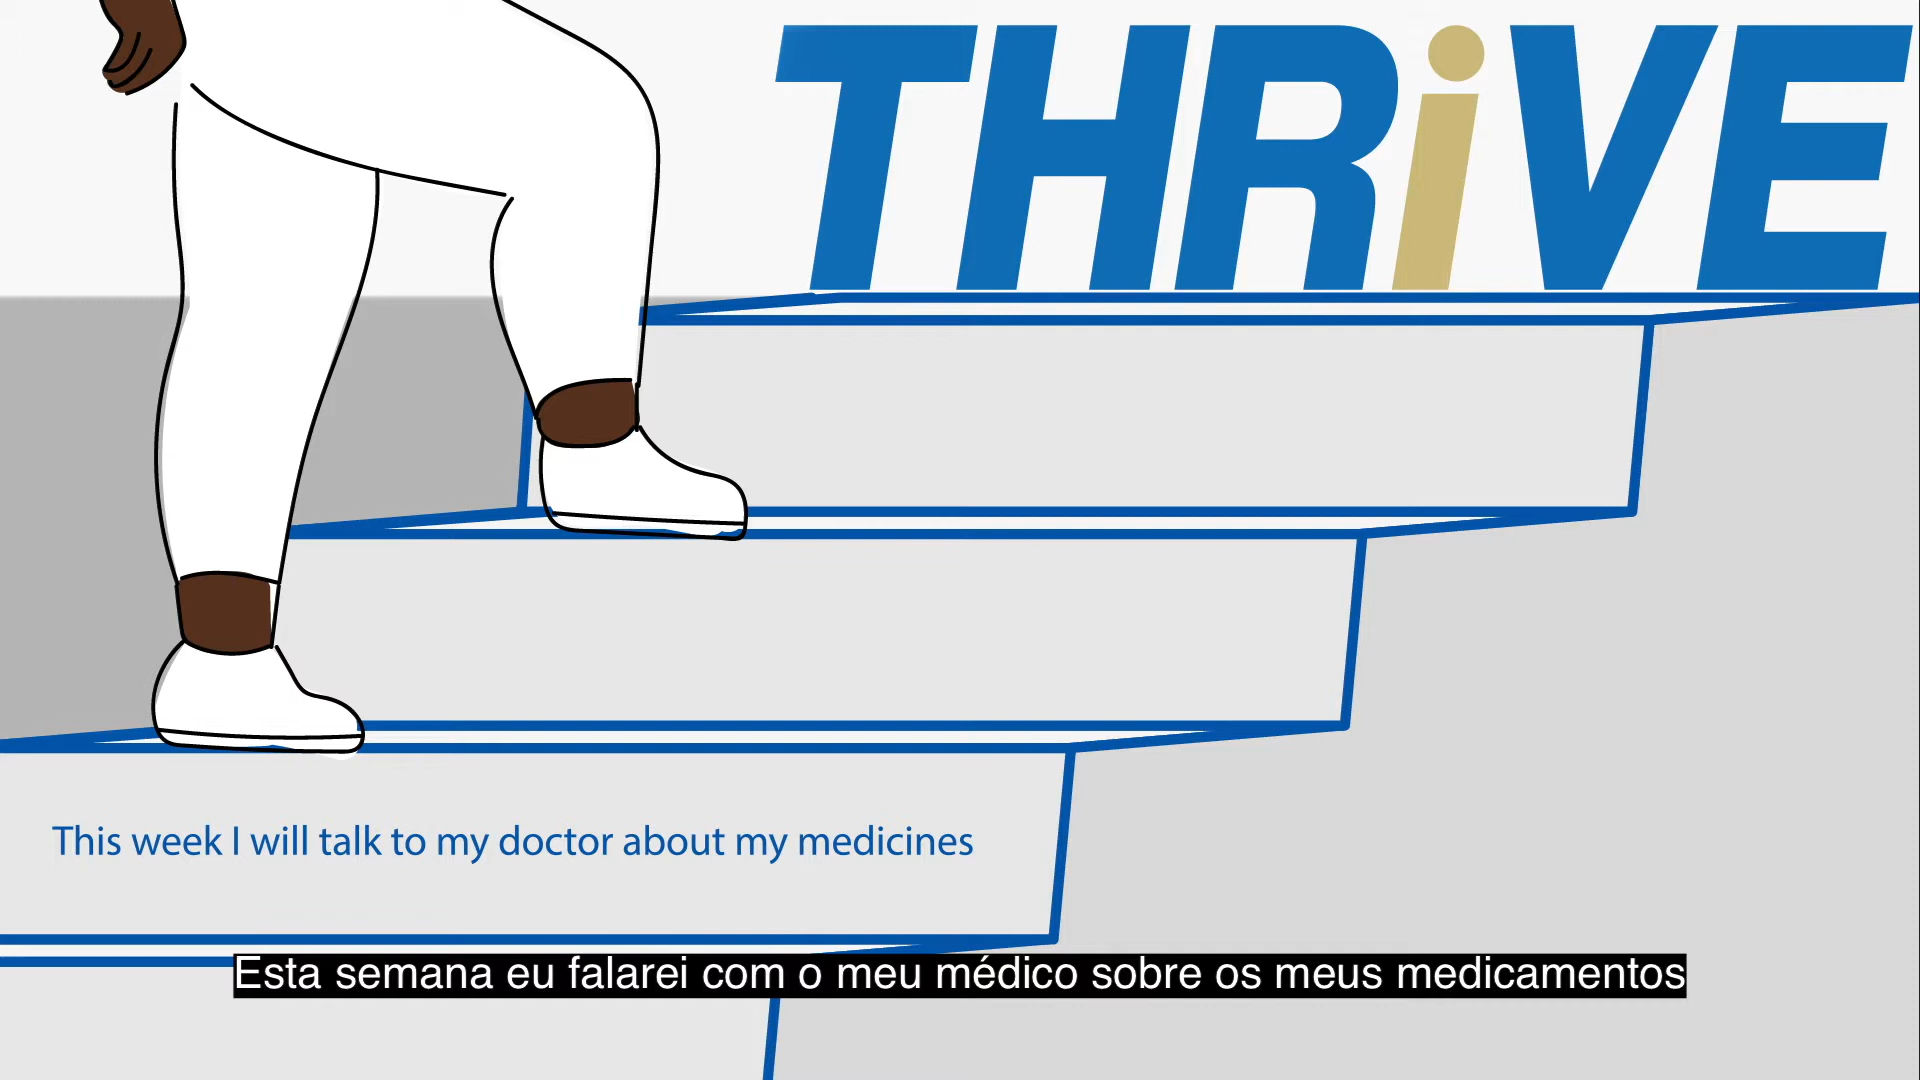 THRiVE
This week I will talk to my doctor about my medicines
Esta semana eu falarei com o meu médico sobre os meus medicamentos